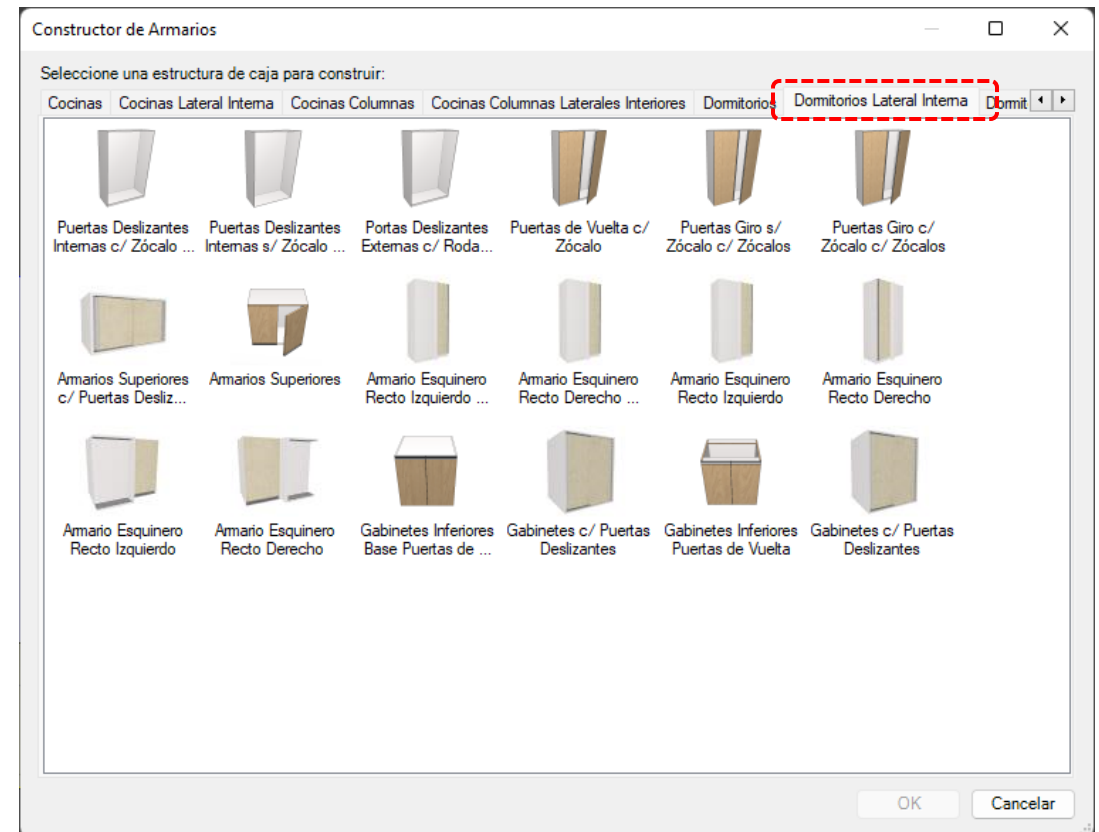 Constructor de Armarios
Seleccione una estructura de caja para construir:
Cocinas Cocinas Lateral Interna Cocinas Columnas Cocinas Columnas Laterales Interiores Dormitorios Dormitorios Lateral Interna Dormit
Puertas Deslizantes Internas c/ Zócalo ...
Puertas Deslizantes Internas s/ Zócalo ...
Portas Deslizantes Externas c/ Roda...
Puertas de Vuelta c/ Zócalo
Puertas Giro s/ Zócalo c/ Zócalos
Puertas Giro c/ Zócalo c/ Zócalos
Armarios Superiores c/ Puertas Desliz...
Armarios Superiores
Armario Esquinero Recto Izquierdo ...
Armario Esquinero Recto Derecho ...
Armario Esquinero Recto Izquierdo
Armario Esquinero Recto Derecho
Armario Esquinero Recto Izquierdo
Armario Esquinero Recto Derecho
Gabinetes Inferiores Base Puertas de ...
Gabinetes c/ Puertas Deslizantes
Gabinetes Inferiores Puertas de Vuelta
Gabinetes c/ Puertas Deslizantes
OK Cancelar